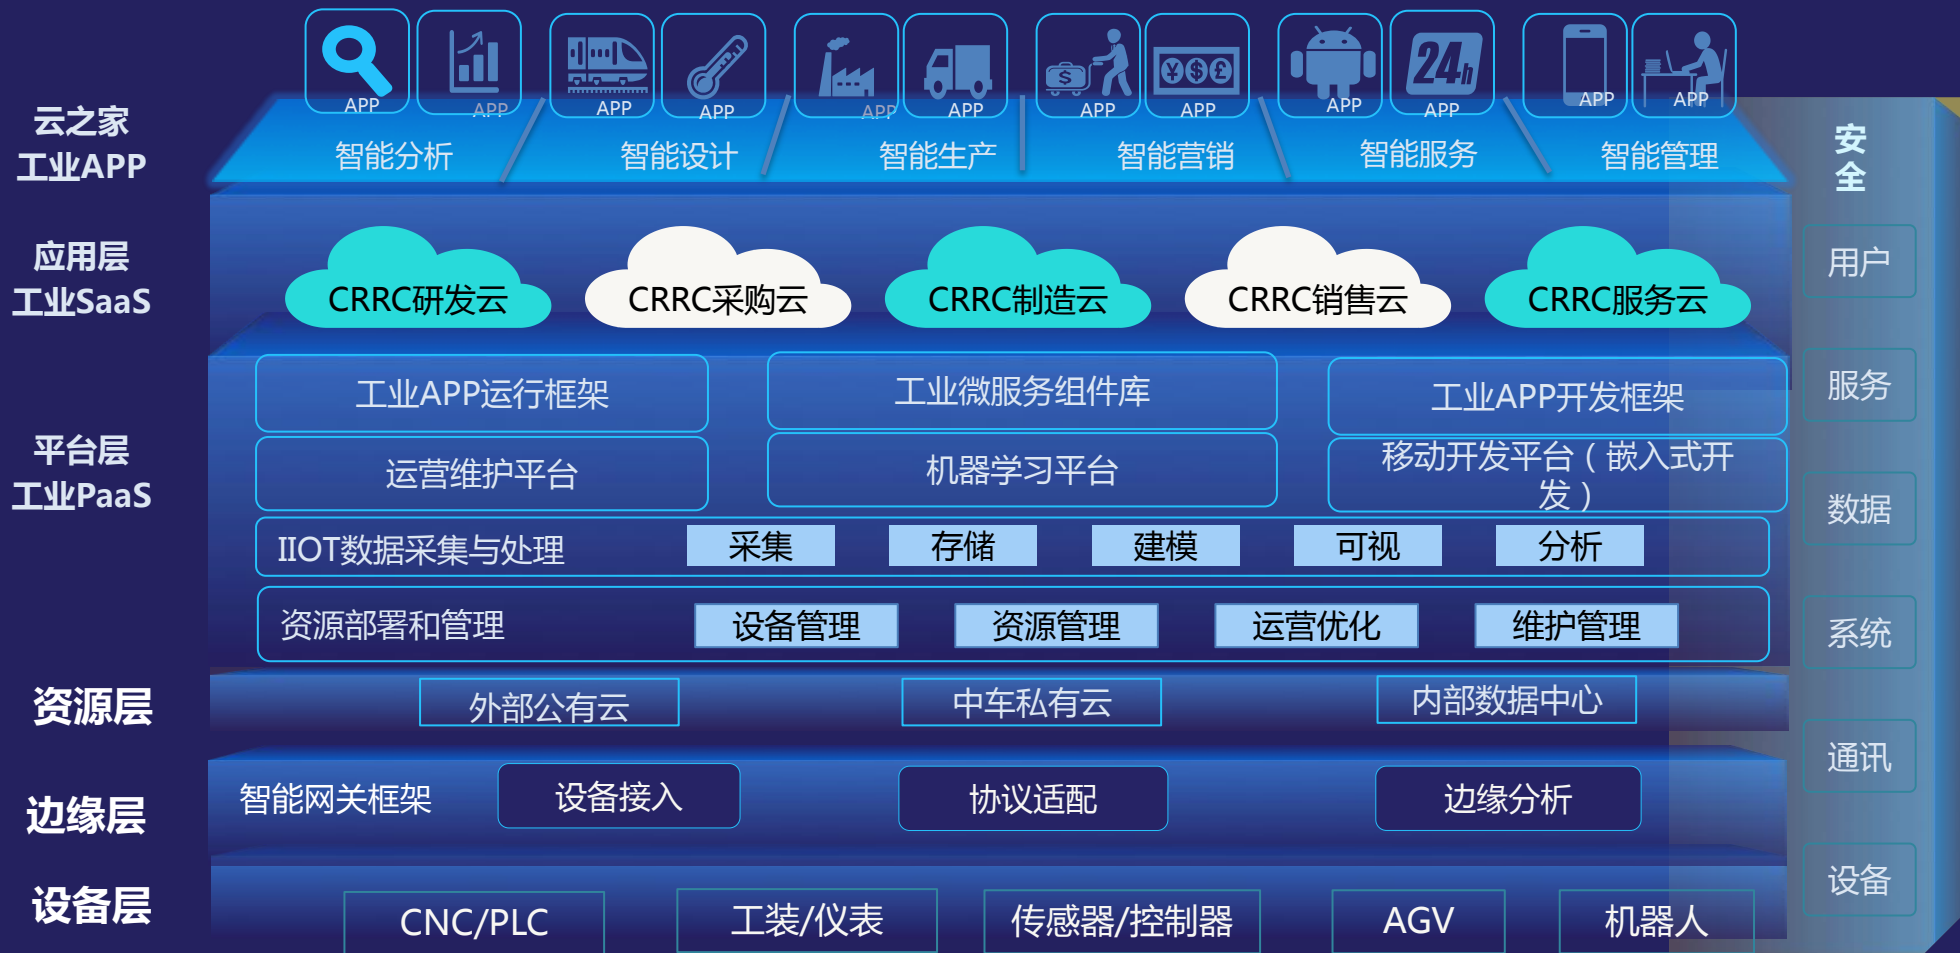 APP
APP
APP
APP
APP
APP
APP
APP
APP
24h
APP
APP
APP
云之家
工业APP
智能分析
智能设计
智能生产
智能营销
智能服务
智能管理
安
全
应用层
工业SaaS
CRRC研发云
CRRC采购云
CRRC制造云
CRRC销售云
CRRC服务云
用户
平台层
工业PaaS
工业APP运行框架
工业微服务组件库
工业APP开发框架
服务
运营维护平台
机器学习平台
移动开发平台（嵌入式开
发）
数据
IIOT数据采集与处理
采集
存储
建模
可视
分析
资源部署和管理
设备管理
资源管理
运营优化
维护管理
系统
资源层
外部公有云
中车私有云
内部数据中心
通讯
边缘层
智能网关框架
设备接入
协议适配
边缘分析
设备
设备层
CNC/PLC
工装/仪表
传感器/控制器
AGV
机器人